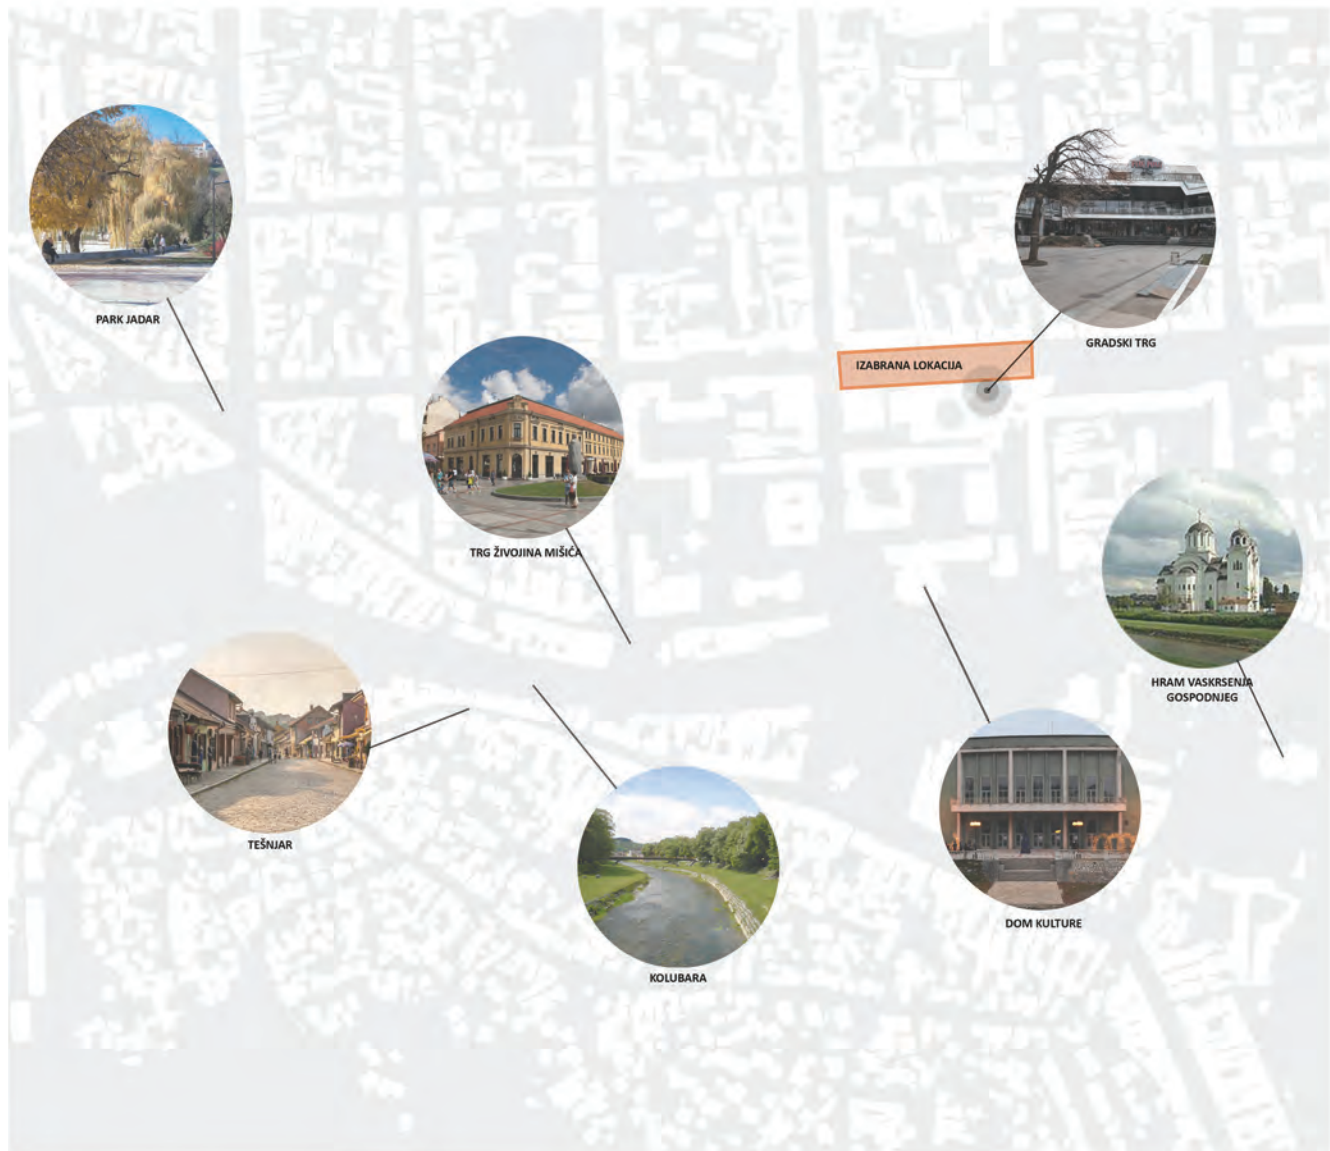 PARK JADAR
GRADSKI TRG
IZABRANA LOKACIJA
TRG ŽIVOJINA MIŠIĆA
HRAM VASKRSENJA
GOSPODNJEG
TEŠNJAR
DOM KULTURE
KOLUBARA